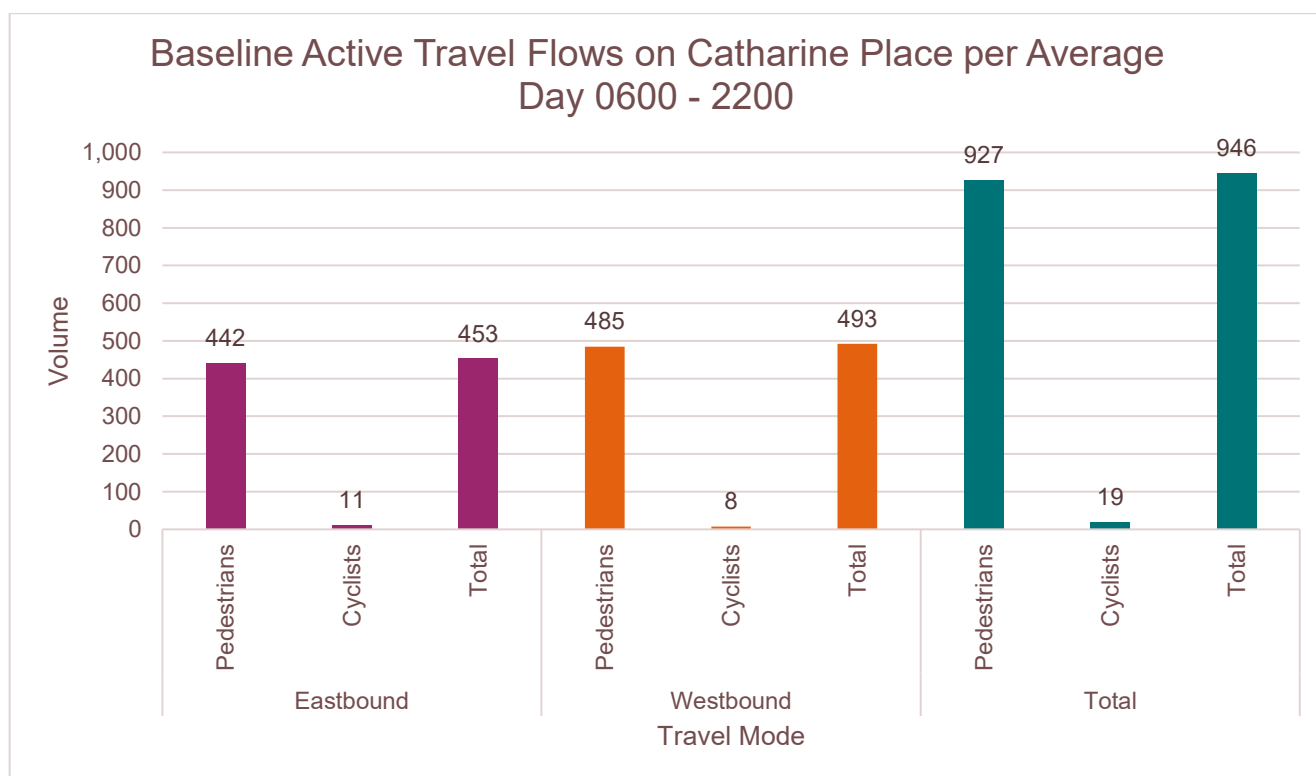 Baseline Active Travel Flows on Catharine Place per Average
Day 0600 - 2200
Volume
1,000
900
800
700
600
500
400
300
200
100
0
442
11
453
485
8
493
927
19
946
Pedestrians
Cyclists
Total
Pedestrians
Cyclists
Total
Pedestrians
Cyclists
Total
Eastbound
Westbound
Total
Travel Mode